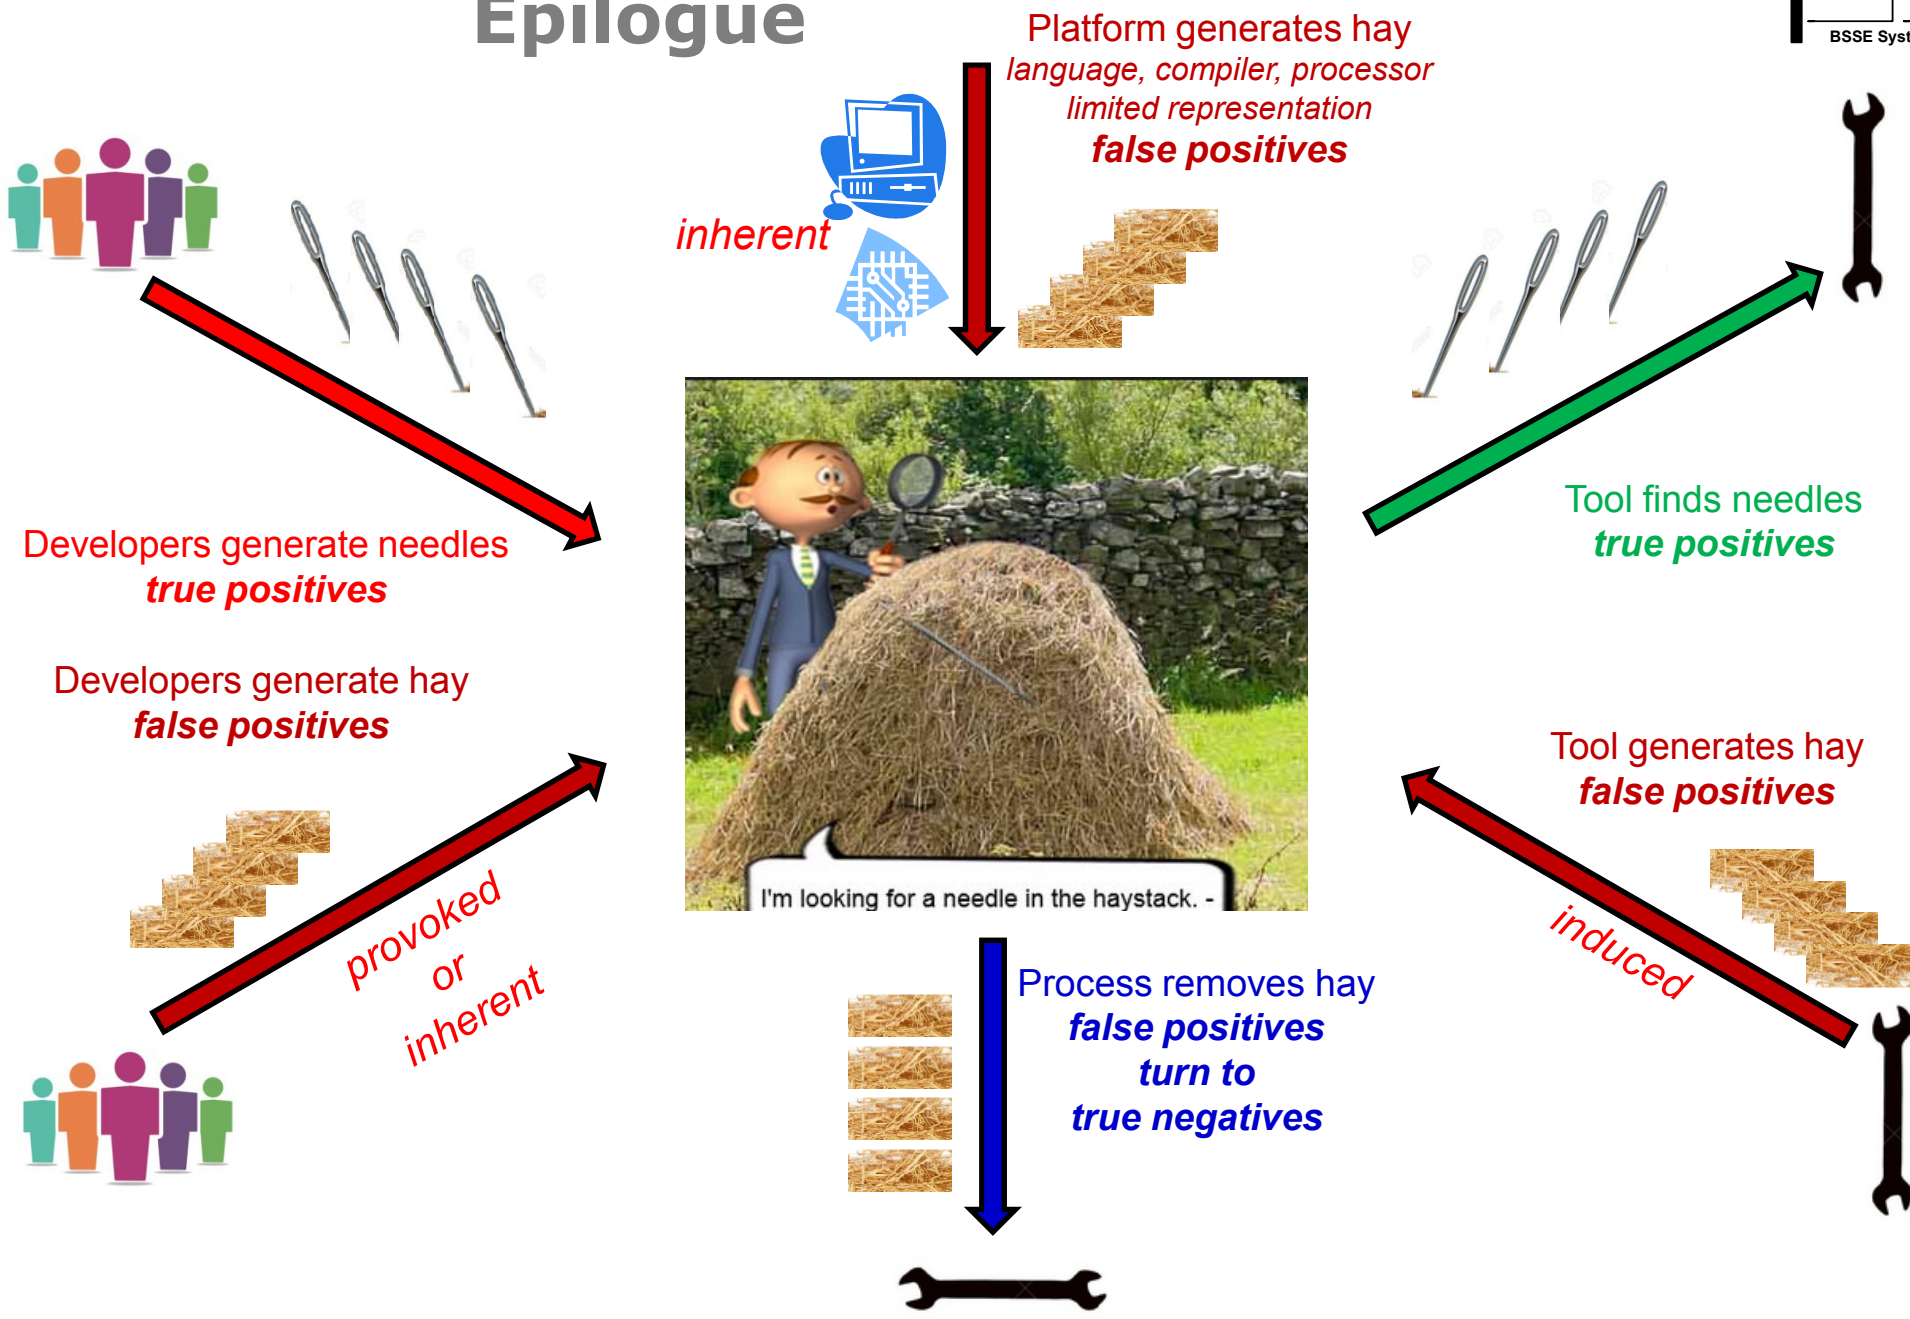 Epilogue
Platform generates hay
language, compiler, processor
limited representation
false positives
BSSE Syst
inherent
Developers generate needles
true positives
Tool finds needles
true positives
Developers generate hay
false positives
Tool generates hay
false positives
I'm looking for a needle in the haystack. -
provoked
or
inherent
induced
Process removes hay
false positives
turn to
true negatives